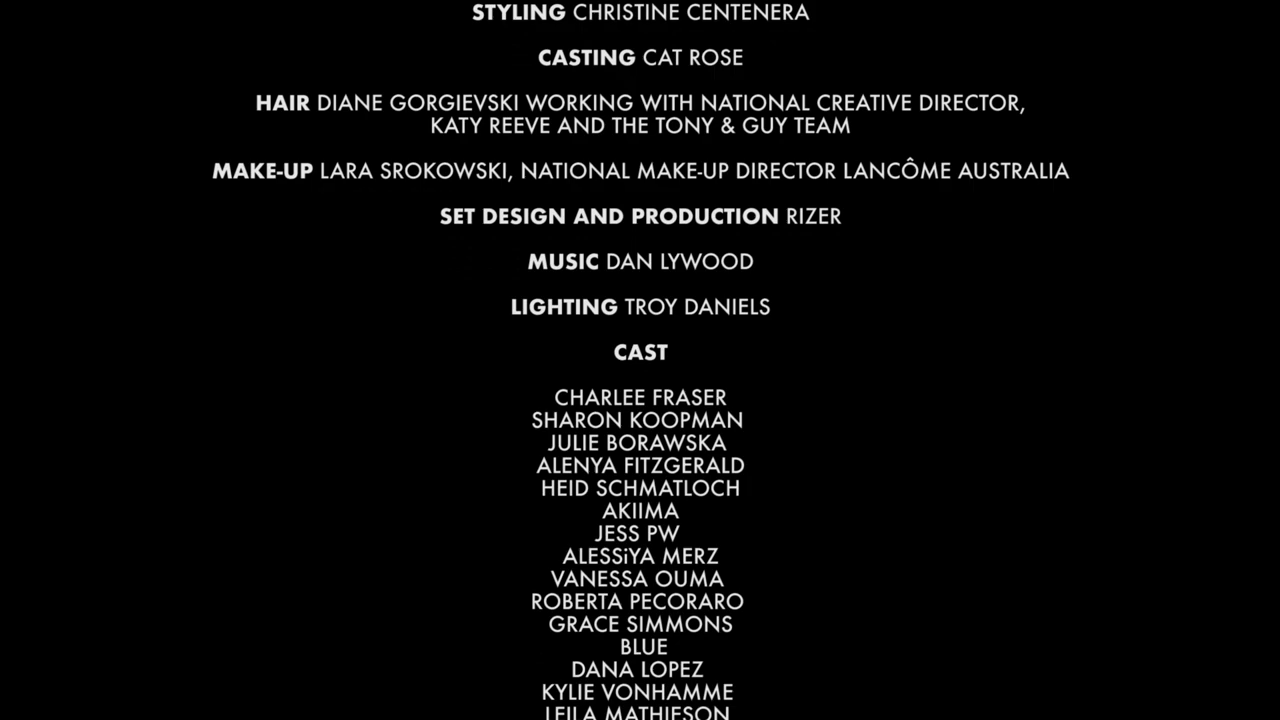 STYLING CHRISTINE CENTENERA
CASTING CAT ROSE
HAIR DIANE GORGIEVSKI WORKING WITH NATIONAL CREATIVE DIRECTOR,
KATY REEVE AND THE TONY & GUY TEAM
MAKE-UP LARA SROKOWSKI, NATIONAL MAKE-UP DIRECTOR LANCÔME AUSTRALIA
SET DESIGN AND PRODUCTION RIZER
MUSIC DAN LYWOOD
LIGHTING TROY DANIELS
CAST
CHARLEE FRASER
SHARON KOOPMAN
JULIE BORAWSKA
ALENYA FITZGERALD
HEID SCHMATLOCH
AKIIMA
JESS PW
ALESSiYA MERZ
VANESSA OUMA
ROBERTA PECORARO
GRACE SIMMONS
BLUE
DANA LOPEZ
KYLIE VONHAMME
LEILA MATHIESON